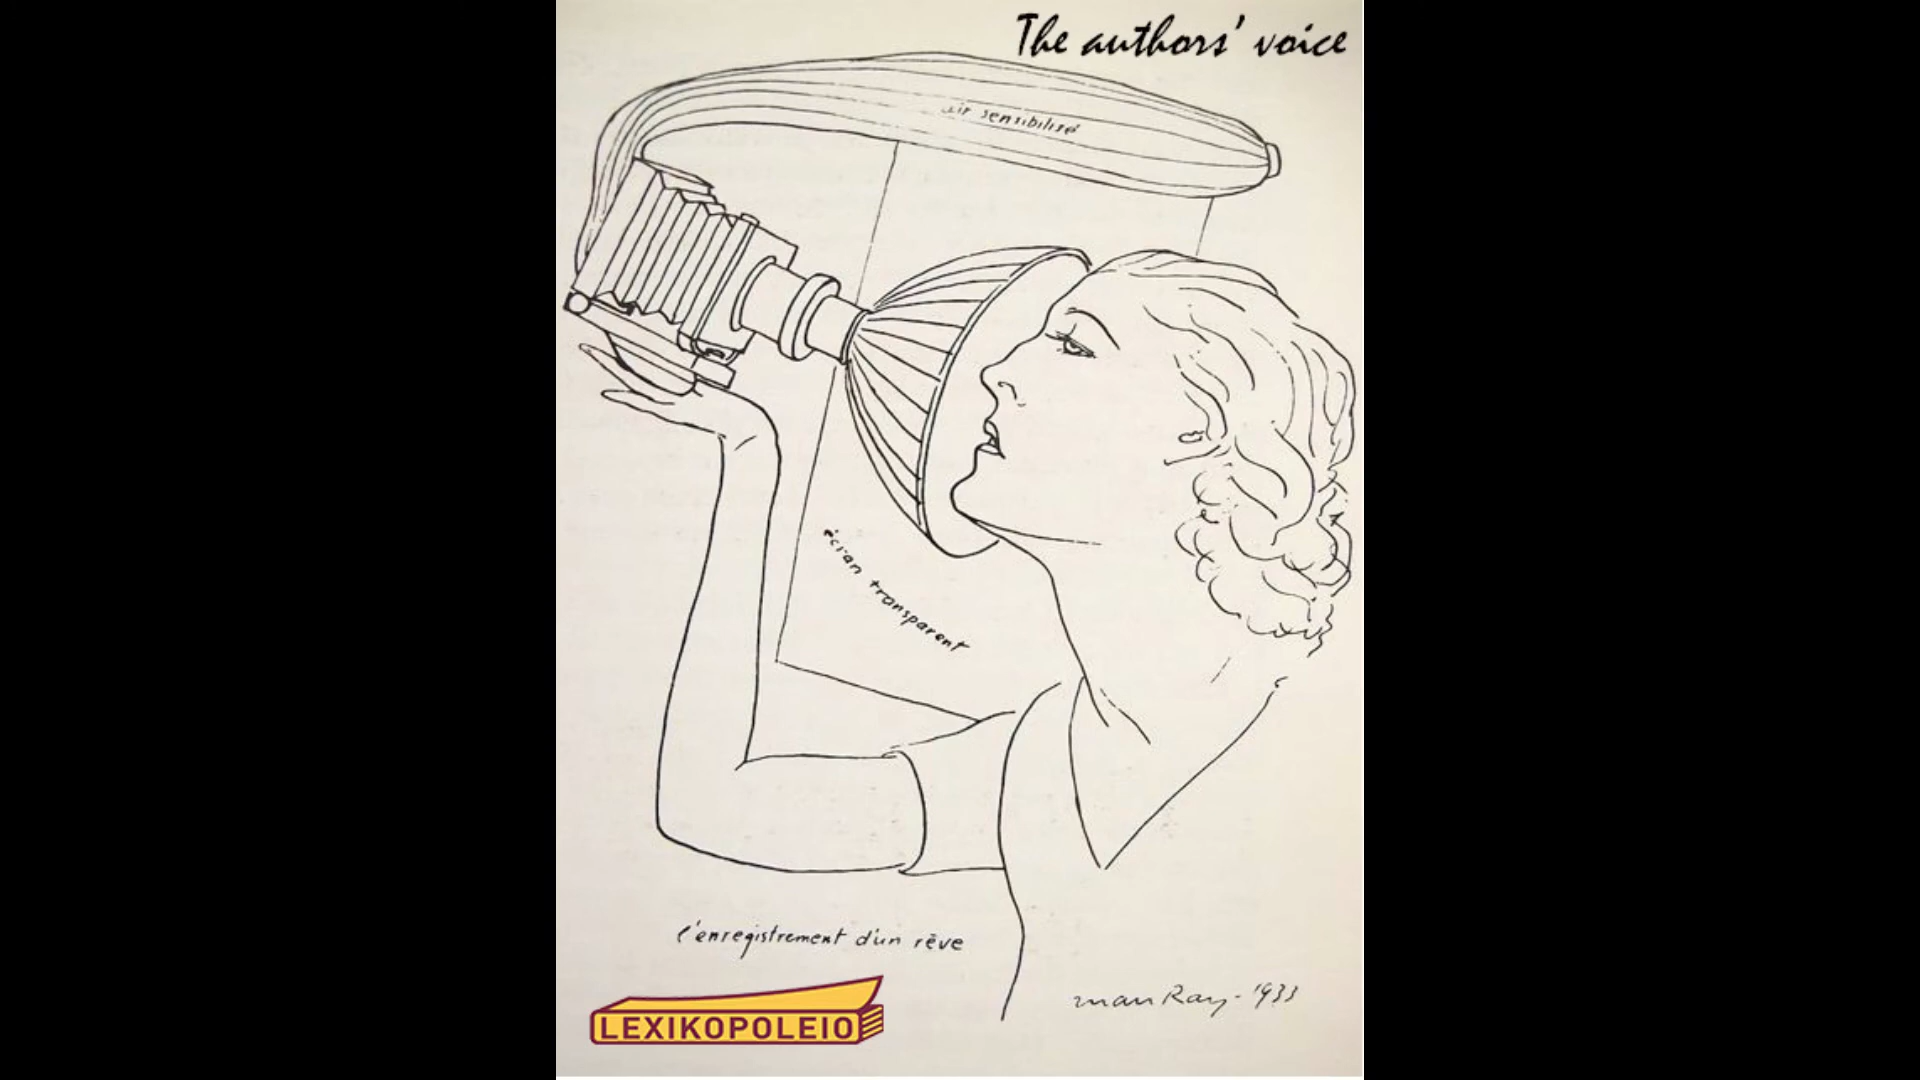 The authors' voice
air sensibilisé
écran transparent
l'enregistrement d'un rêve
man Ray - 1933
LEXIKOPOLEIO